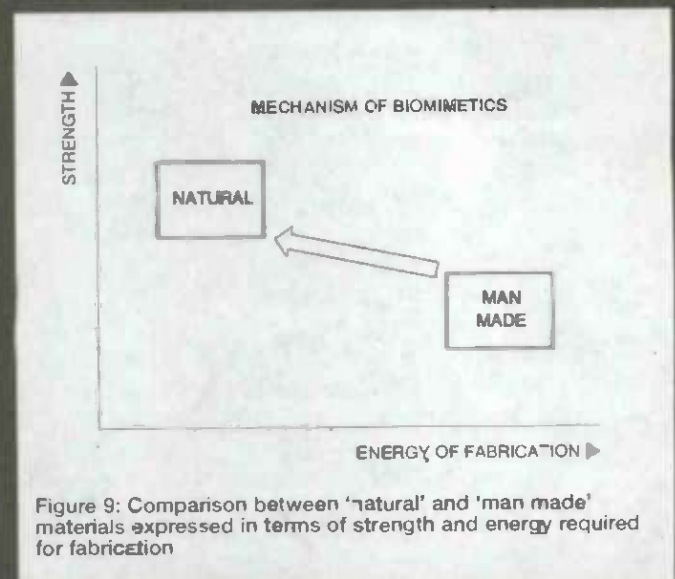 STRENGTH
MECHANISM OF BIOMIMETICS
NATURAL
MAN
MADE
ENERGY OF FABRICATION
Figure 9: Comparison between 'natural' and 'man made'
materials expressed in terms of strength and energy required
for fabrication